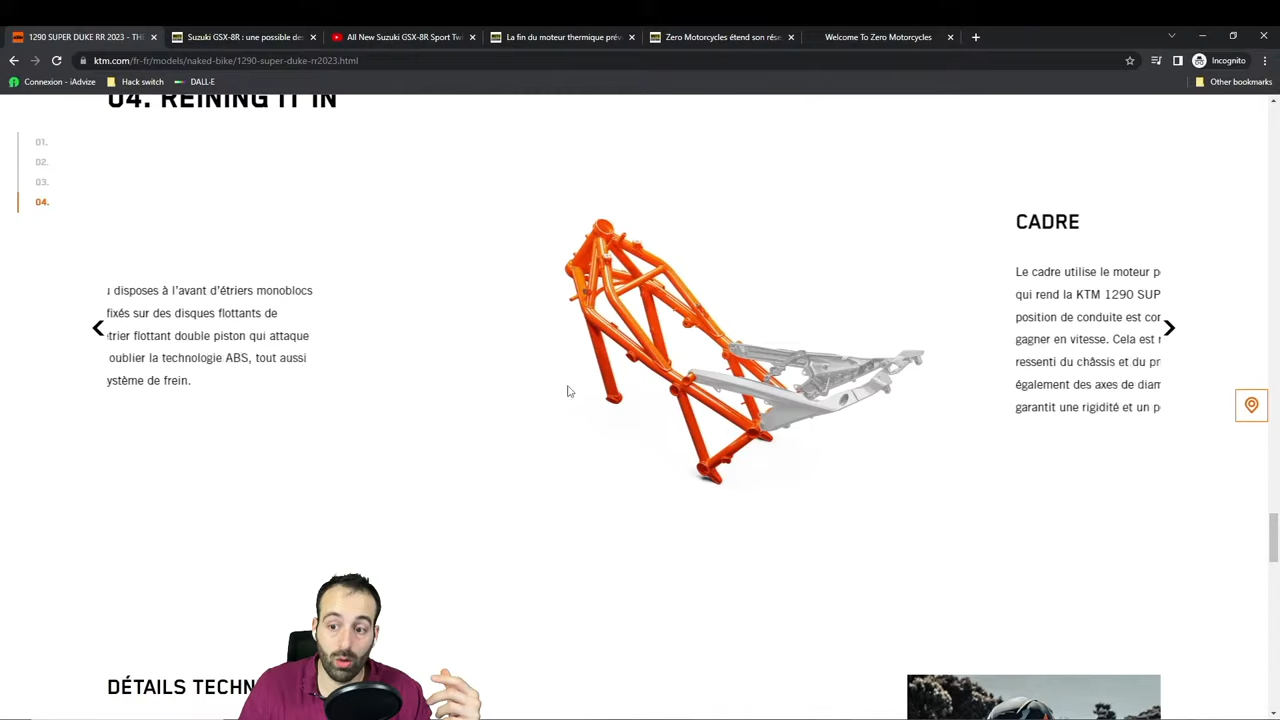 1290 SUPER DUKE RR 2023 - TH
Suzuki GSX-8R : une possible de
All New Suzuki GSX-8R Sport Tw
La fin du moteur thermique prév
Zero Motorcycles étend son rése
Welcome To Zero Motorcycles
ktm.com/fr-fr/models/naked-bike/1290-super-duke-rr2023.html
Incognito
Connexion - iAdvize
Hack switch
DALL-E
Other bookmarks
04. REINING IT IN
01.
02.
03.
04.
u disposes à l'avant d'étriers monoblocs
fixés sur des disques flottants de
trier flottant double piston qui attaque
oublier la technologie ABS, tout aussi
ystème de frein.
CADRE
Le cadre utilise le moteur p
qui rend la KTM 1290 SUP
position de conduite est co
gagner en vitesse. Cela est
ressenti du châssis et du p
également des axes de diam
garantit une rigidité et un p
DÉTAILS TECHN